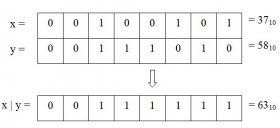 x = 0 0 1 0 0 1 0 1 = 37₁₀
y = 0 0 1 1 1 0 1 0 = 58₁₀
x | y = 0 0 1 1 1 1 1 1 = 63₁₀